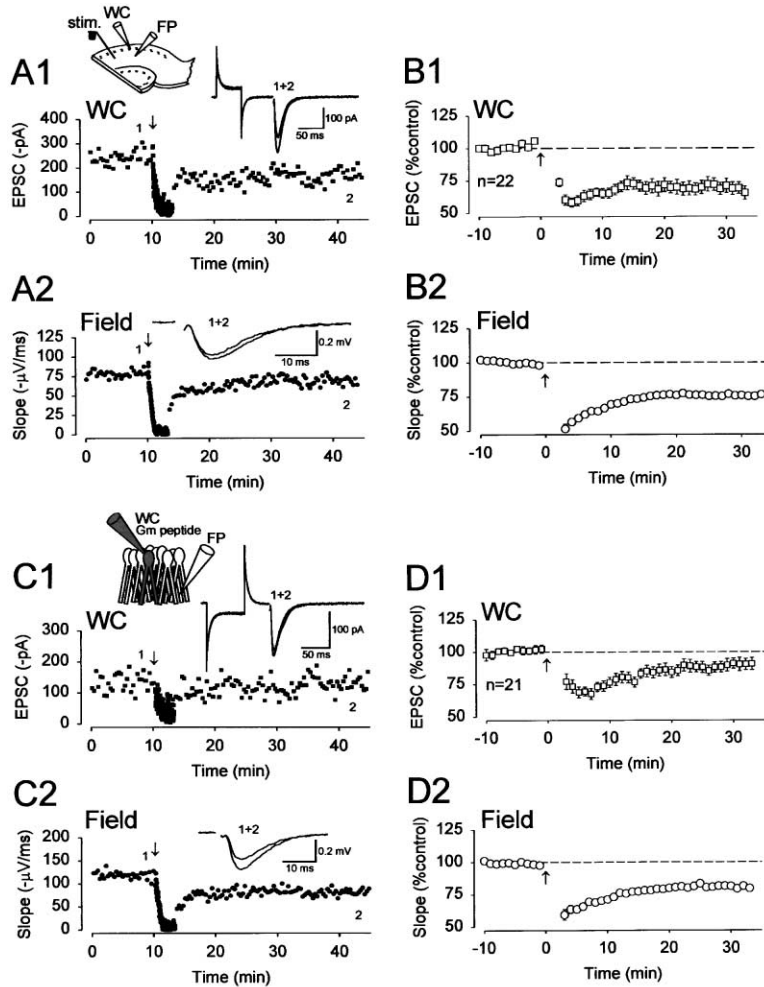 stim. WC FP
A1
WC
1+2
100 pA
50 ms
1
2
EPSC (-pA)
400
300
200
100
0
0 10 20 30 40
Time (min)
B1
WC
n=22
EPSC (%control)
125
100
75
50
-10 0 10 20 30
Time (min)
A2
Field
1+2
0.2 mV
10 ms
1
2
Slope (-µV/ms)
125
100
75
50
25
0
0 10 20 30 40
Time (min)
B2
Field
Slope (%control)
125
100
75
50
-10 0 10 20 30
Time (min)
WC
Gm peptide
FP
C1
WC
1+2
100 pA
50 ms
1
2
EPSC (-pA)
300
200
100
0
0 10 20 30 40
Time (min)
D1
WC
n=21
EPSC (%control)
125
100
75
50
-10 0 10 20 30
Time (min)
C2
Field
1+2
0.2 mV
10 ms
1
2
Slope (-µV/ms)
200
150
100
50
0
0 10 20 30 40
Time (min)
D2
Field
Slope (%control)
125
100
75
50
-10 0 10 20 30
Time (min)